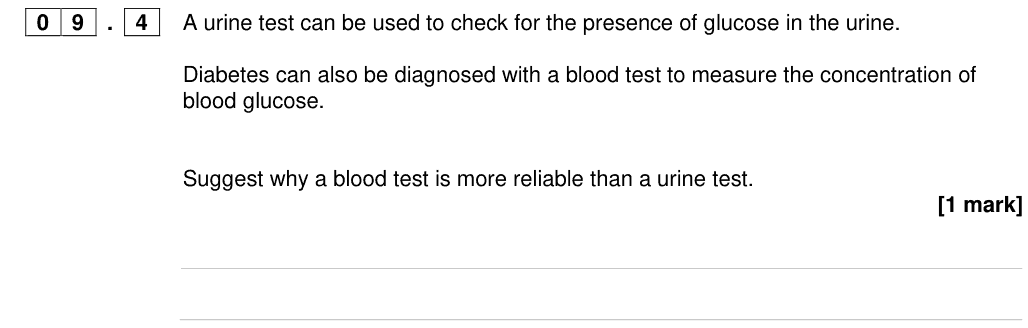 09.4 A urine test can be used to check for the presence of glucose in the urine.
Diabetes can also be diagnosed with a blood test to measure the concentration of
blood glucose.
Suggest why a blood test is more reliable than a urine test.
[1 mark]